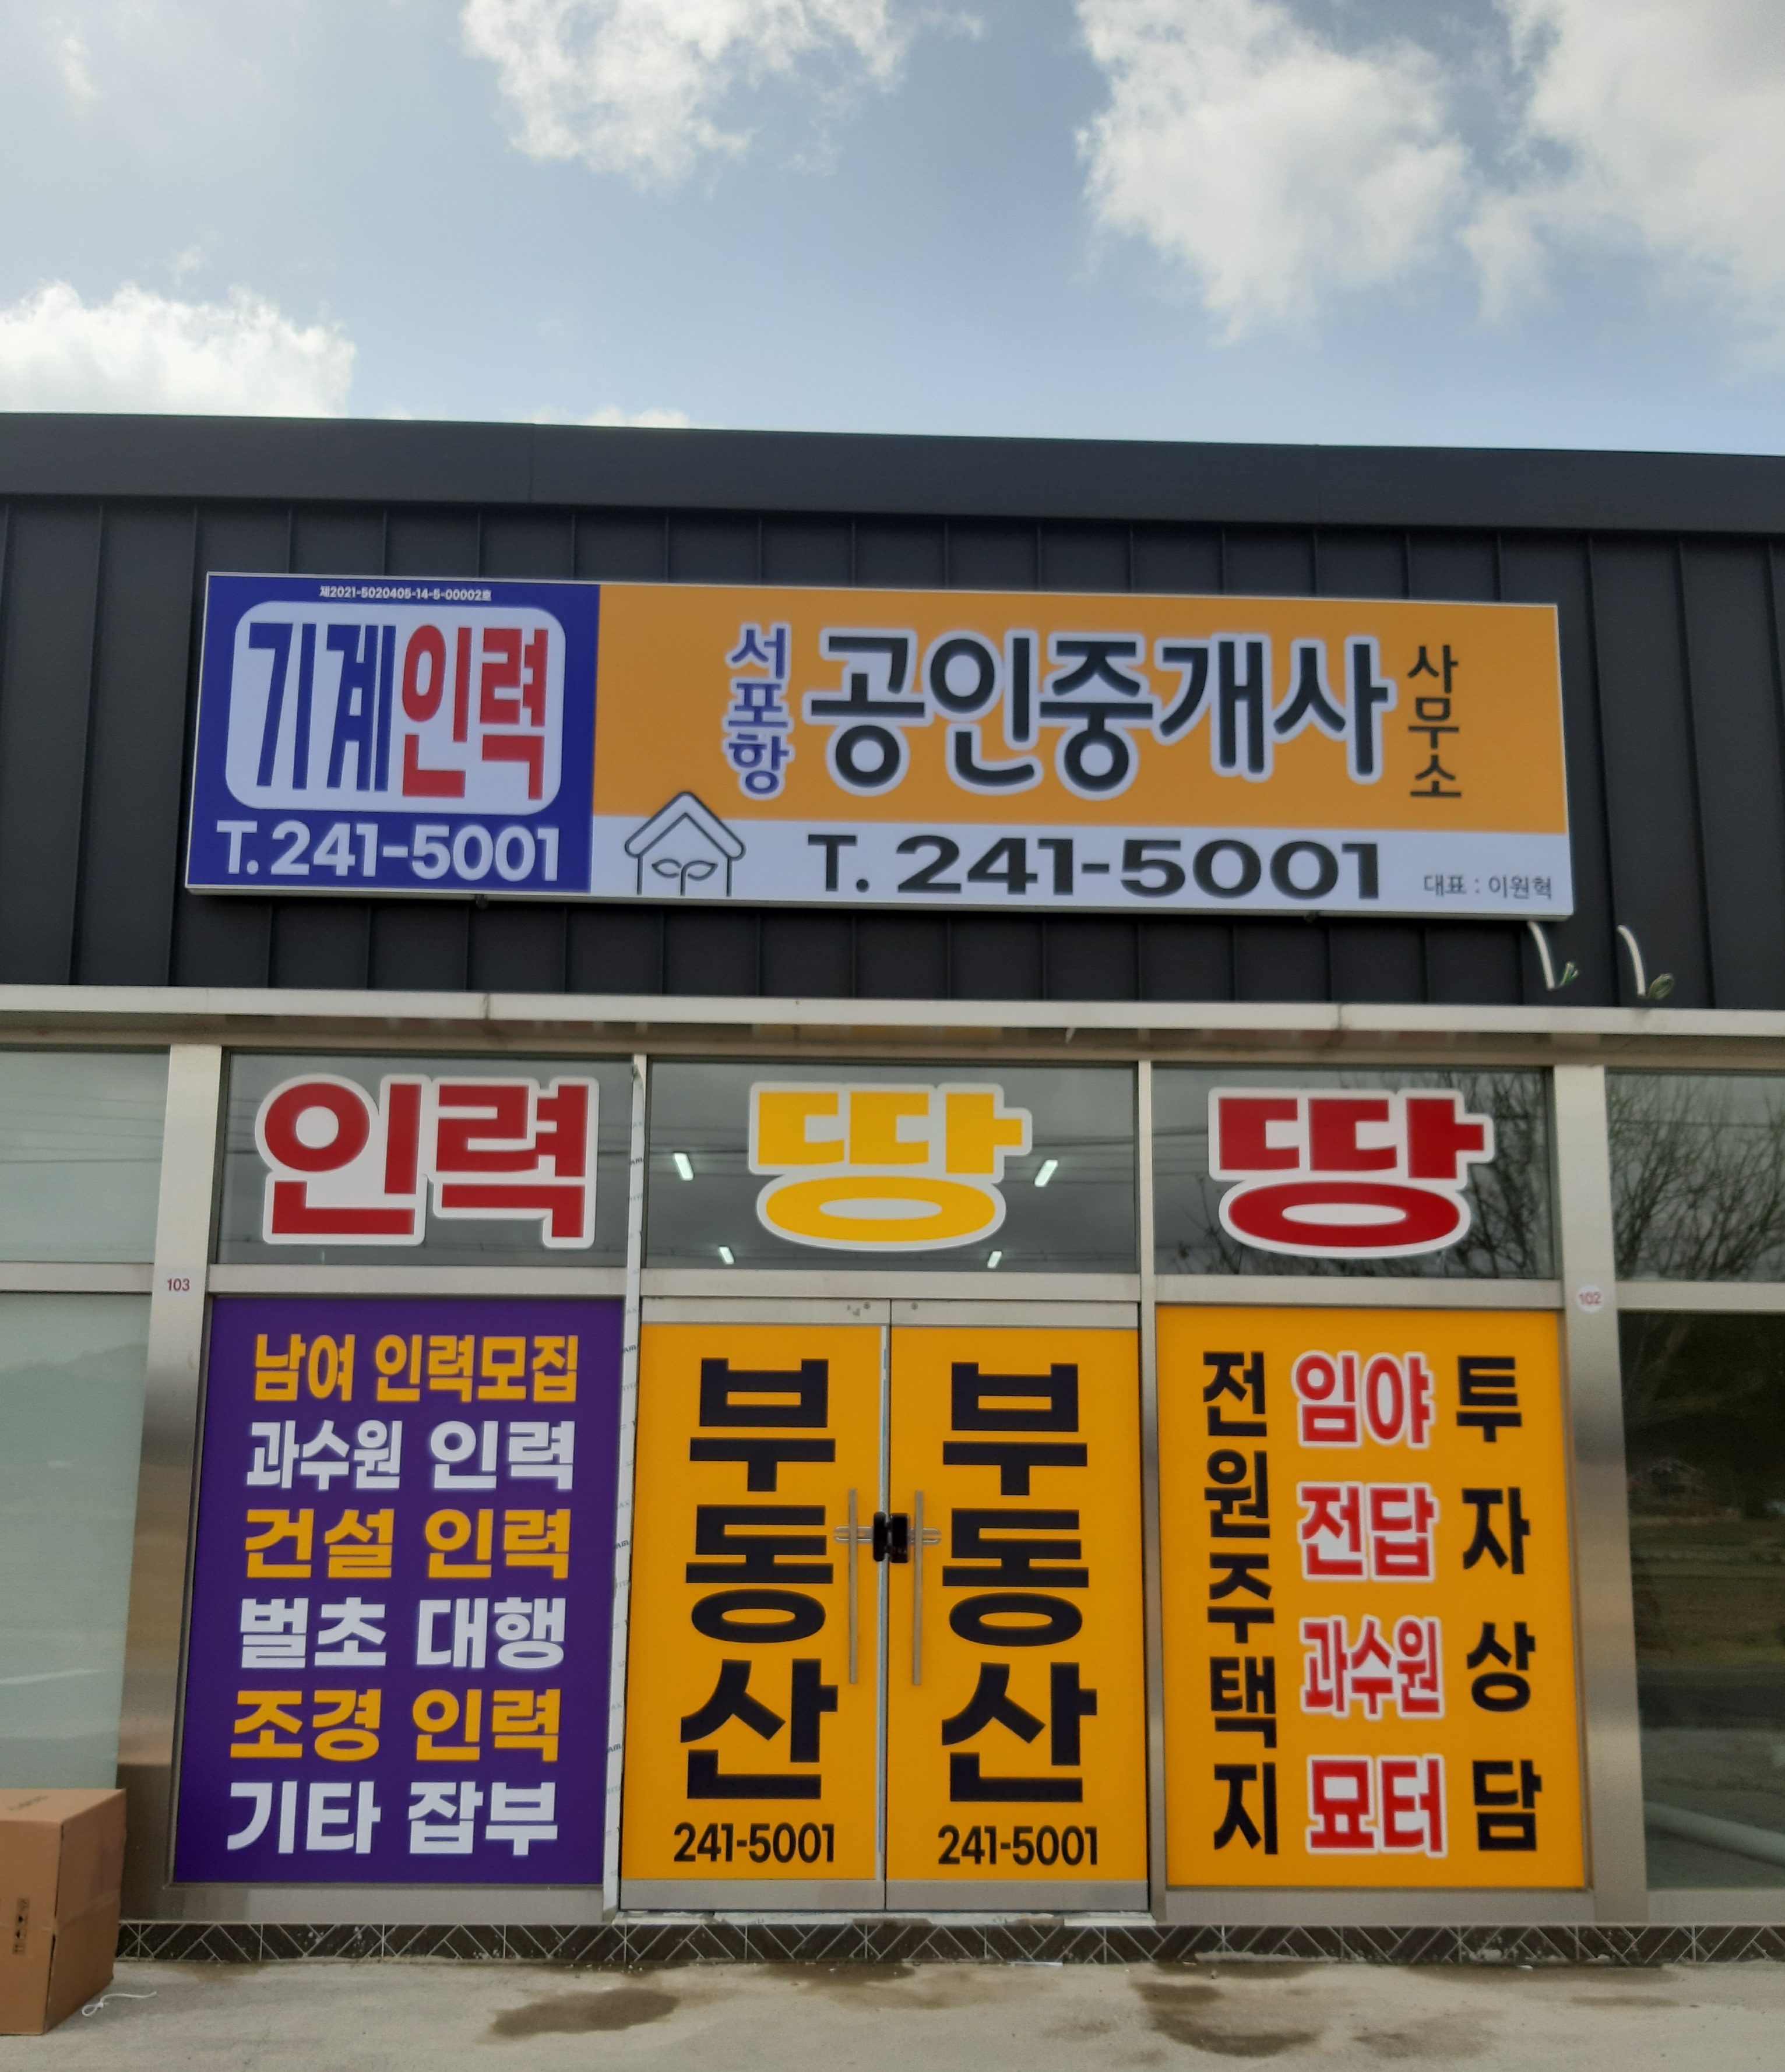 제2021-5020405-14-5-00002호
기계인력
T. 241-5001
서포항
공인중개사
사무소
T. 241-5001
대표 : 이원혁
인력
땅
땅
103
102
남여 인력모집
과수원 인력
건설 인력
벌초 대행
조경 인력
기타 잡부
부동산
241-5001
부동산
241-5001
전원주택지
임야
전답
과수원
묘터
투자상담